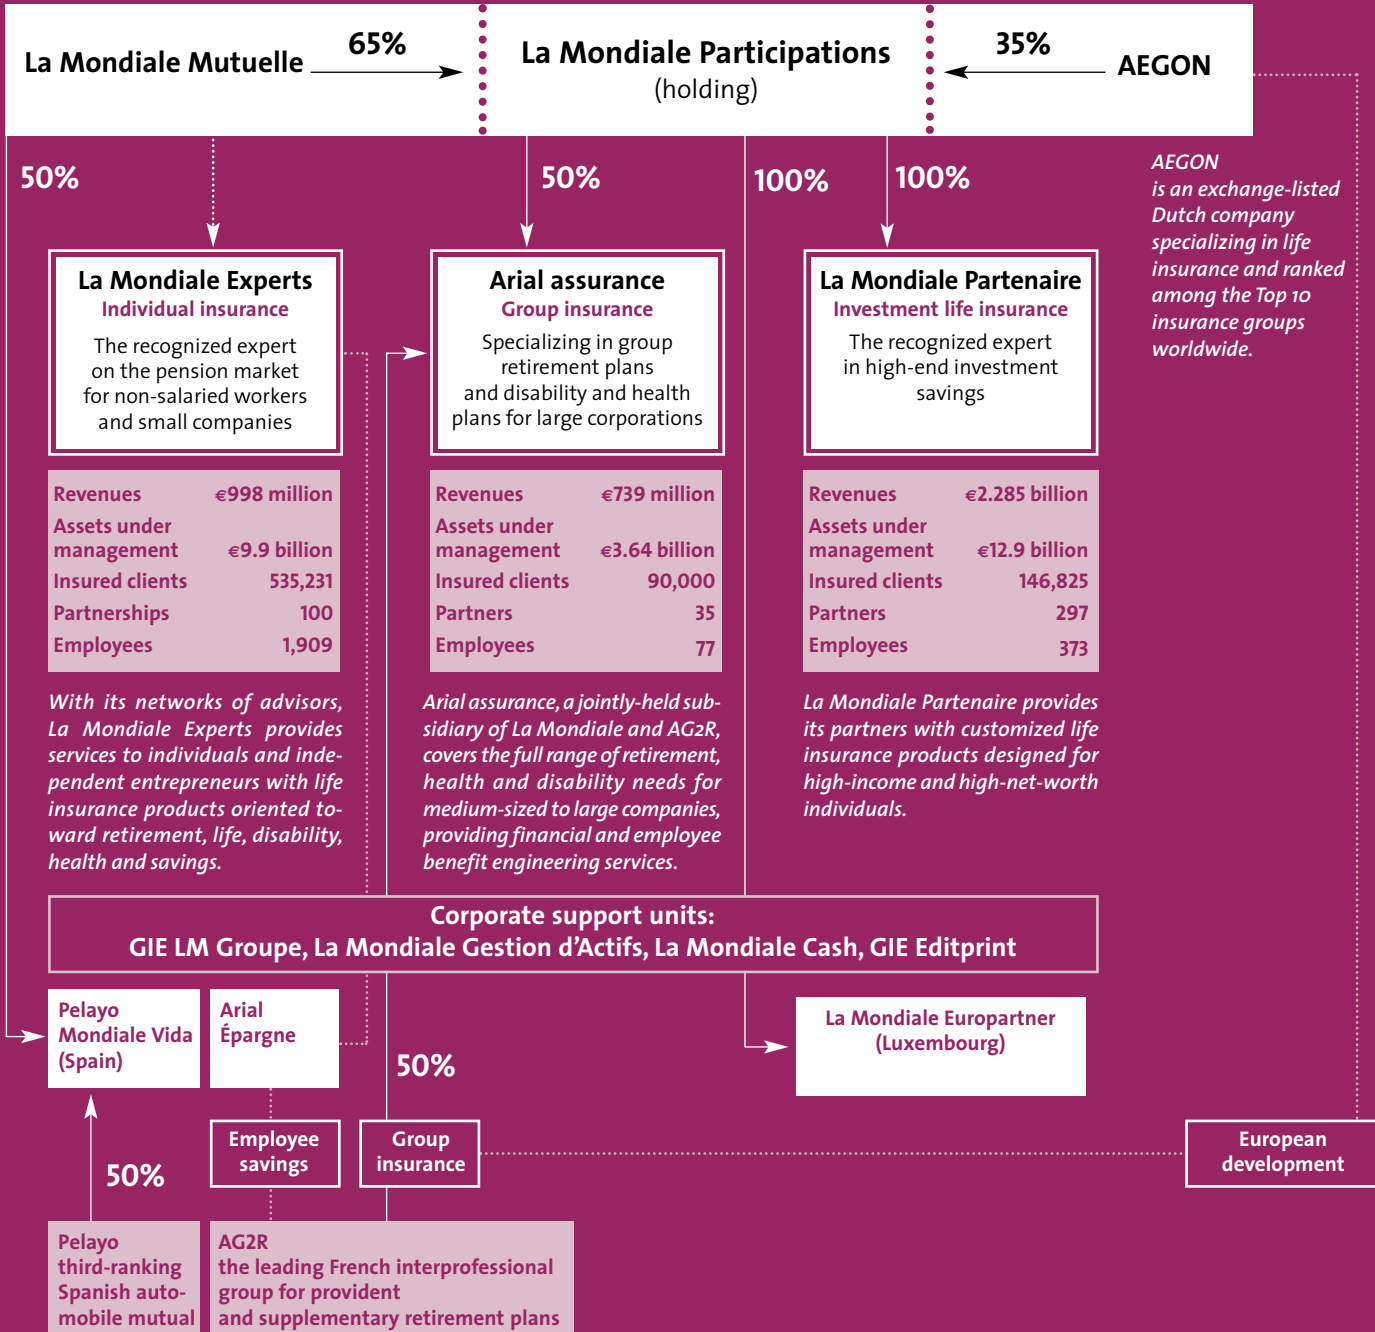 La Mondiale Mutuelle
65%
La Mondiale Participations
(holding)
35%
AEGON
50%
50%
100%
100%
AEGON
is an exchange-listed
Dutch company
specializing in life
insurance and ranked
among the Top 10
insurance groups
worldwide.
La Mondiale Experts
Individual insurance
The recognized expert
on the pension market
for non-salaried workers
and small companies
Arial assurance
Group insurance
Specializing in group
retirement plans
and disability and health
plans for large corporations
La Mondiale Partenaire
Investment life insurance
The recognized expert
in high-end investment
savings
Revenues €998 million
Assets under
management €9.9 billion
Insured clients 535,231
Partnerships 100
Employees 1,909
Revenues €739 million
Assets under
management €3.64 billion
Insured clients 90,000
Partners 35
Employees 77
Revenues €2.285 billion
Assets under
management €12.9 billion
Insured clients 146,825
Partners 297
Employees 373
With its networks of advisors,
La Mondiale Experts provides
services to individuals and inde-
pendent entrepreneurs with life
insurance products oriented to-
ward retirement, life, disability,
health and savings.
Arial assurance, a jointly-held sub-
sidiary of La Mondiale and AG2R,
covers the full range of retirement,
health and disability needs for
medium-sized to large companies,
providing financial and employee
benefit engineering services.
La Mondiale Partenaire provides
its partners with customized life
insurance products designed for
high-income and high-net-worth
individuals.
Corporate support units:
GIE LM Groupe, La Mondiale Gestion d’Actifs, La Mondiale Cash, GIE Editprint
Pelayo
Mondiale Vida
(Spain)
Arial
Épargne
50%
La Mondiale Europartner
(Luxembourg)
50%
Employee
savings
Group
insurance
European
development
Pelayo
third-ranking
Spanish auto-
mobile mutual
AG2R
the leading French interprofessional
group for provident
and supplementary retirement plans